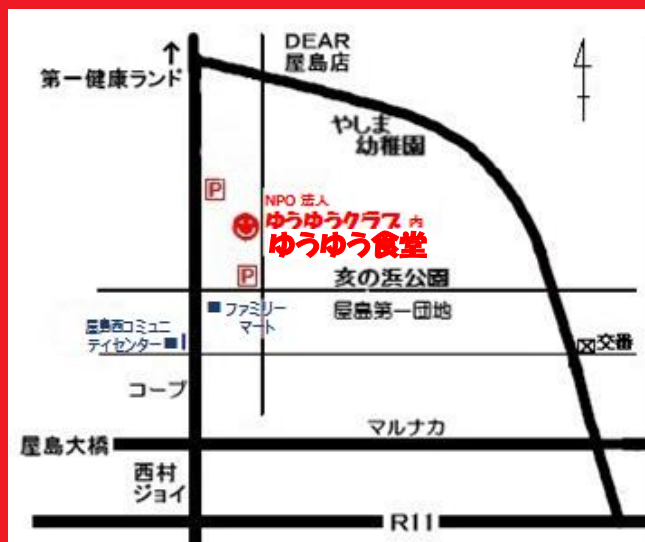 DEAR
屋島店
↑
第一健康ランド
やしま
幼稚園
P
NPO 法人
ゆうゆうクラブ 内
ゆうゆう食堂
P
亥の浜公園
ファミリー
マート
屋島第一団地
屋島西コミュニ
ティセンター
交番
コープ
マルナカ
屋島大橋
西村
ジョイ
R11